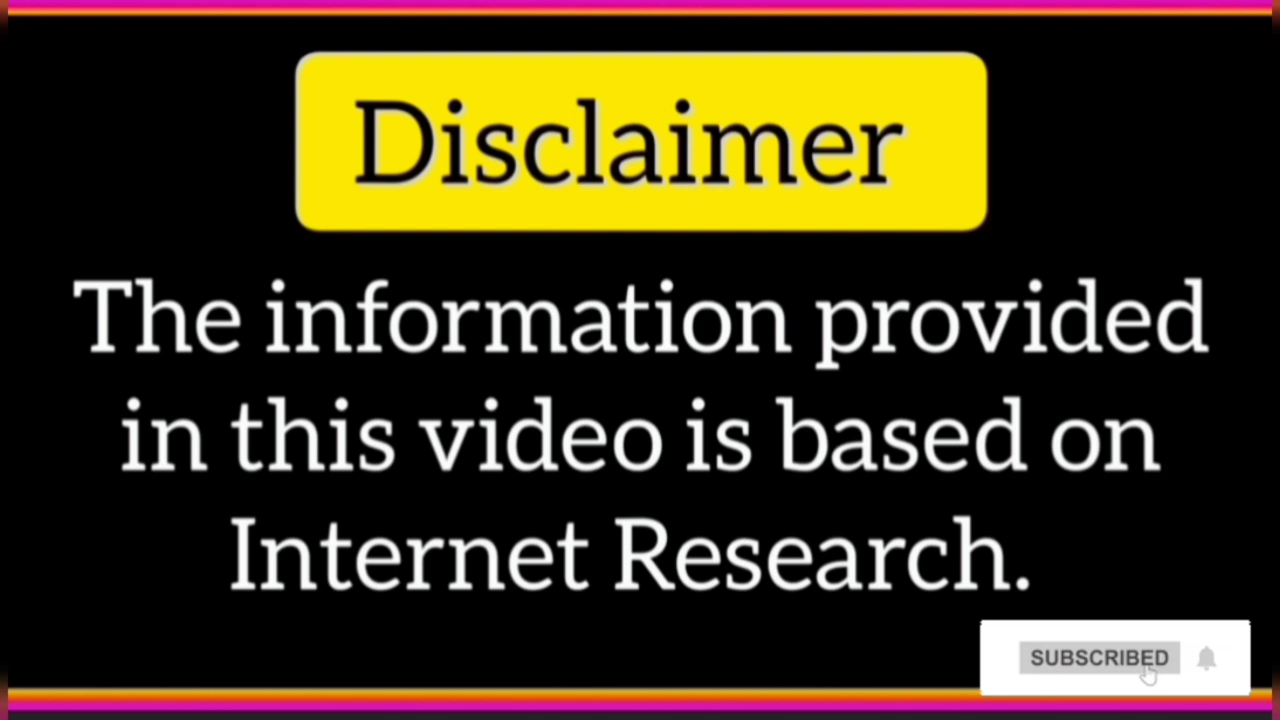 Disclaimer
The information provided
in this video is based on
Internet Research.
SUBSCRIBED